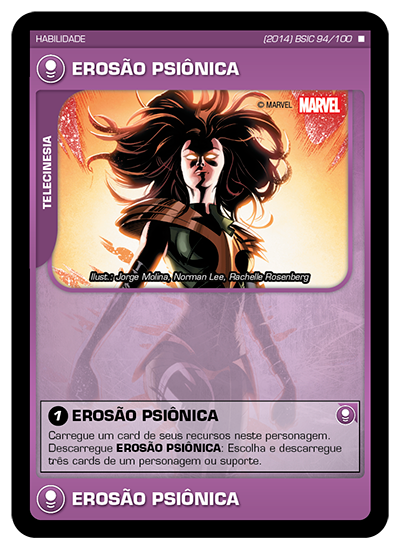 HABILIDADE (2014) BSIC 94/100
EROSÃO PSIÔNICA
© MARVEL MARVEL
TELECINESIA
Ilust.: Jorge Molina, Norman Lee, Rachelle Rosenberg
1 EROSÃO PSIÔNICA
Carregue um card de seus recursos neste personagem.
Descarregue EROSÃO PSIÔNICA: Escolha e descarregue
três cards de um personagem ou suporte.
EROSÃO PSIÔNICA